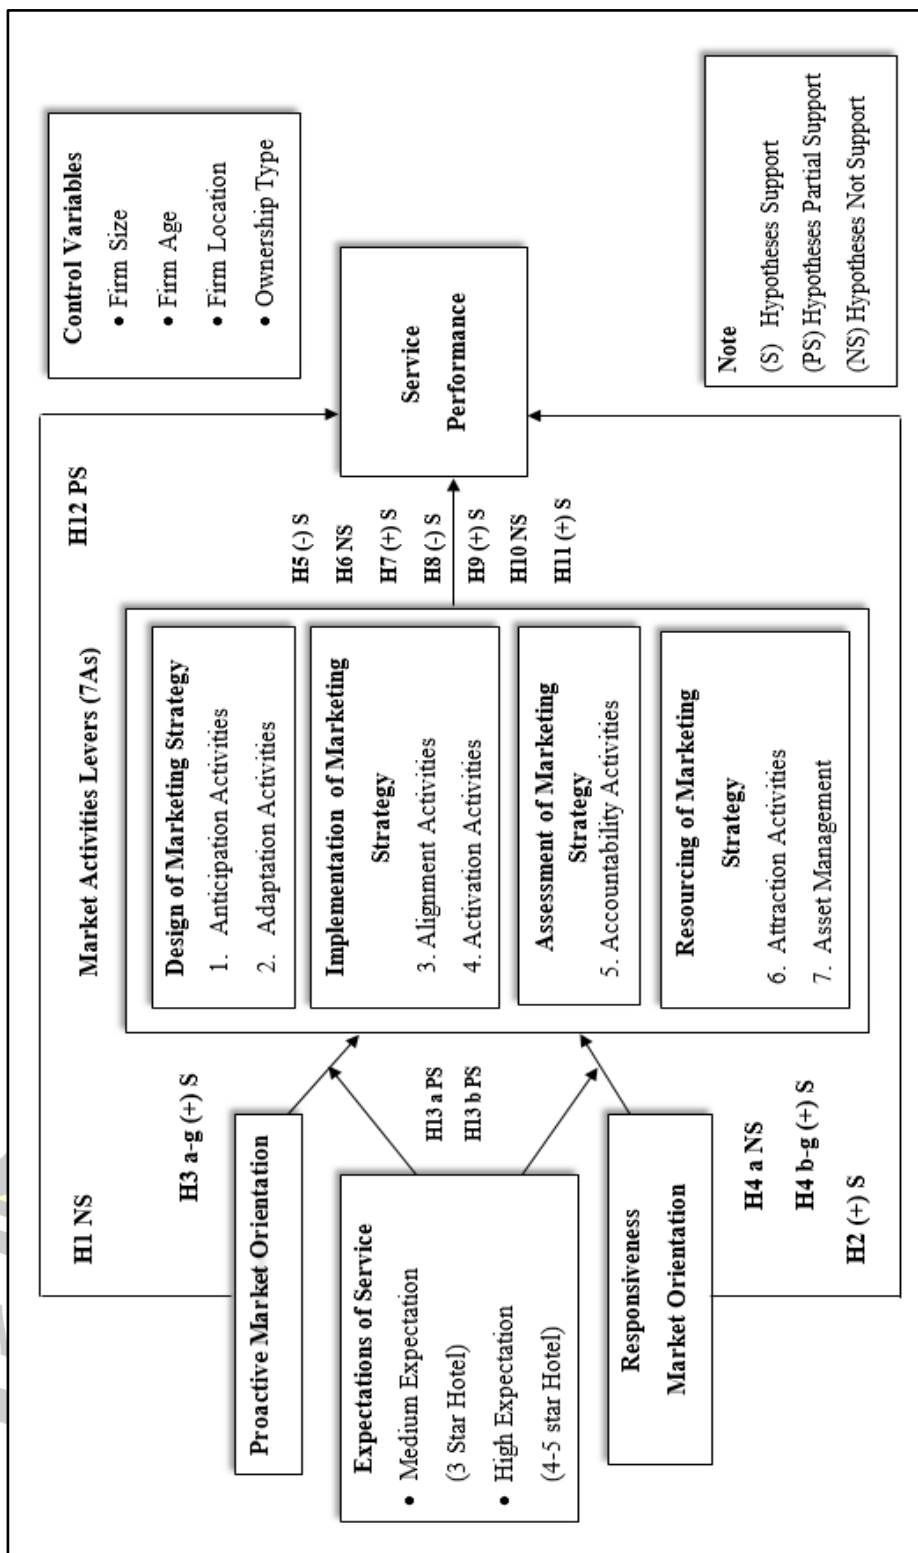 H1 NS
H3 a-g (+) S
Proactive Market Orientation
Expectations of Service
• Medium Expectation
(3 Star Hotel)
• High Expectation
(4-5 star Hotel)
H13 a PS
H13 b PS
Responsiveness
Market Orientation
H4 a NS
H4 b-g (+) S
H2 (+) S
Market Activities Levers (7As)
Design of Marketing Strategy
1. Anticipation Activities
2. Adaptation Activities
Implementation of Marketing
Strategy
3. Alignment Activities
4. Activation Activities
Assessment of Marketing
Strategy
5. Accountability Activities
Resourcing of Marketing
Strategy
6. Attraction Activities
7. Asset Management
H12 PS
H5 (-) S
H6 NS
H7 (+) S
H8 (-) S
H9 (+) S
H10 NS
H11 (+) S
Service
Performance
Control Variables
• Firm Size
• Firm Age
• Firm Location
• Ownership Type
Note
(S) Hypotheses Support
(PS) Hypotheses Partial Support
(NS) Hypotheses Not Support